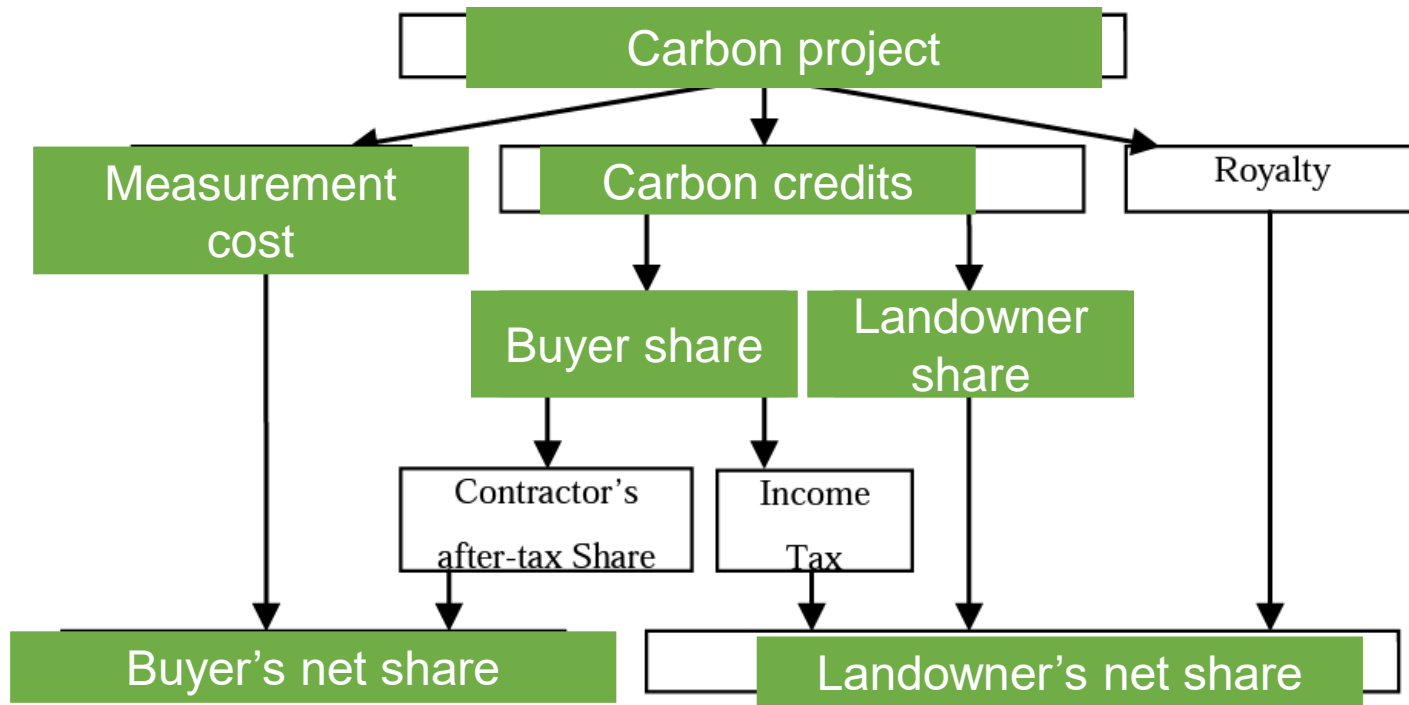 Carbon project
Measurement
cost
Carbon credits
Royalty
Buyer share
Landowner
share
Contractor’s
after-tax Share
Income
Tax
Buyer’s net share
Landowner’s net share